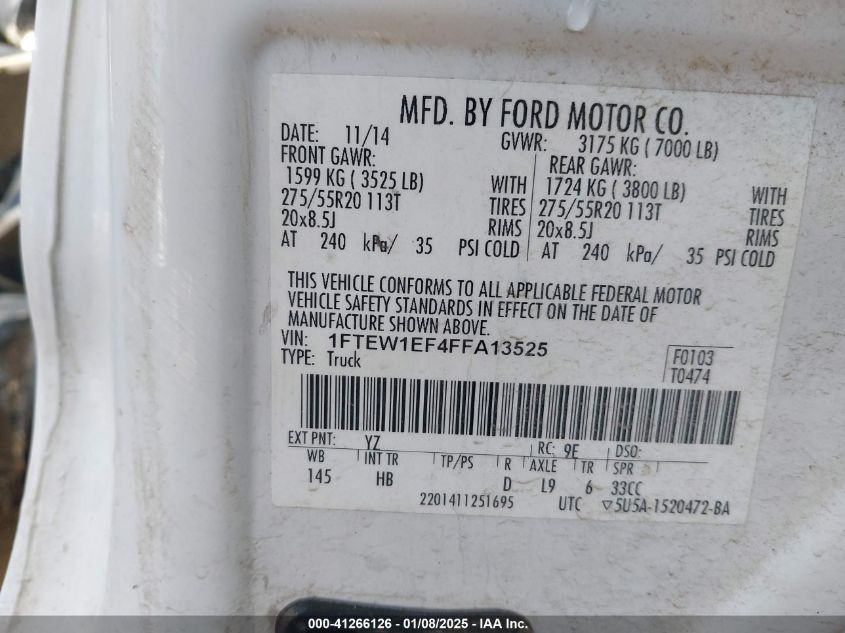 MFD. BY FORD MOTOR CO.
DATE: 11/14 GVWR: 3175 KG ( 7000 LB)
FRONT GAWR: REAR GAWR:
1599 KG ( 3525 LB) WITH 1724 KG ( 3800 LB) WITH
275/55R20 113T TIRES 275/55R20 113T TIRES
20x8.5J RIMS 20x8.5J RIMS
AT 240 kPa/ 35 PSI COLD AT 240 kPa/ 35 PSI COLD
THIS VEHICLE CONFORMS TO ALL APPLICABLE FEDERAL MOTOR
VEHICLE SAFETY STANDARDS IN EFFECT ON THE DATE OF
MANUFACTURE SHOWN ABOVE.
VIN: 1FTEW1EF4FFA13525
TYPE: Truck
F0103
T0474
EXT PNT: YZ RC: 9E DSO:
WB INT TR TP/PS R AXLE TR SPR
145 HB D L9 6 33CC
2201411251695 UTC ▽5U5A-1520472-BA
000-41266126 - 01/08/2025 - IAA Inc.